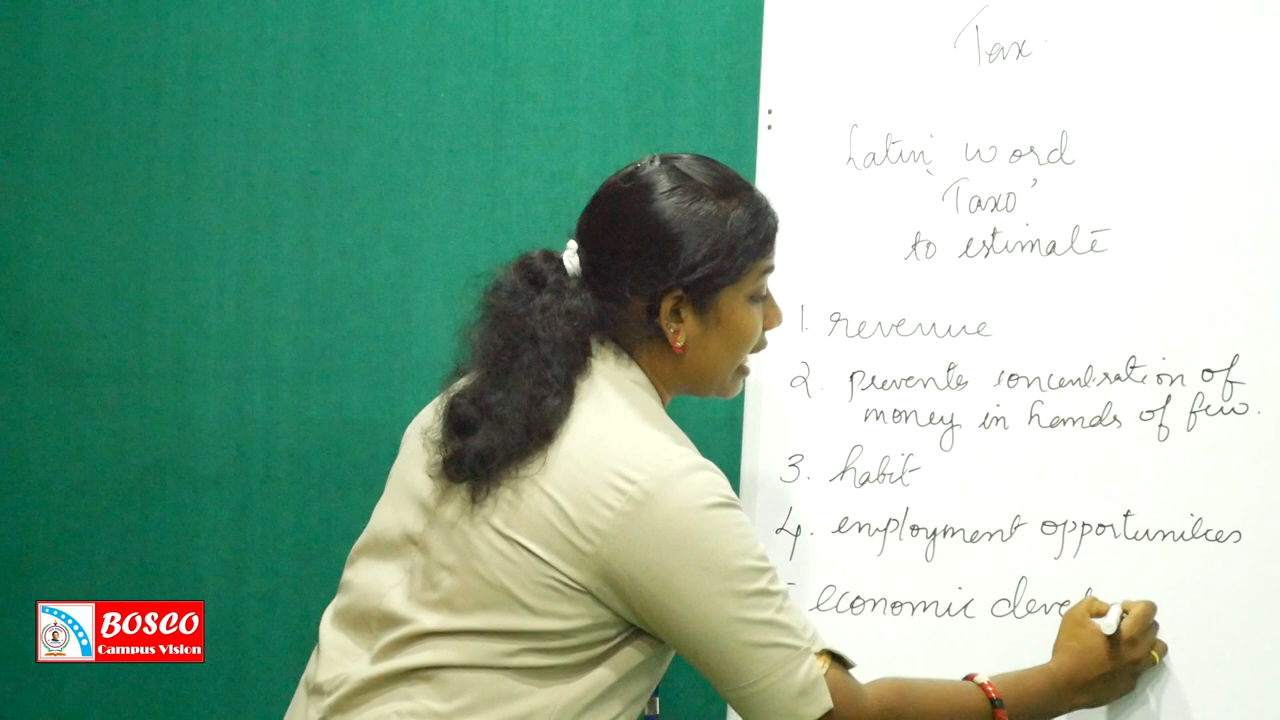 Tax
Latin word
'Taxo'
to estimate
1. revenue
2. prevents concentration of
money in hands of few.
3. habit
4. employment opportunities
economic deve
BOSCO
Campus Vision